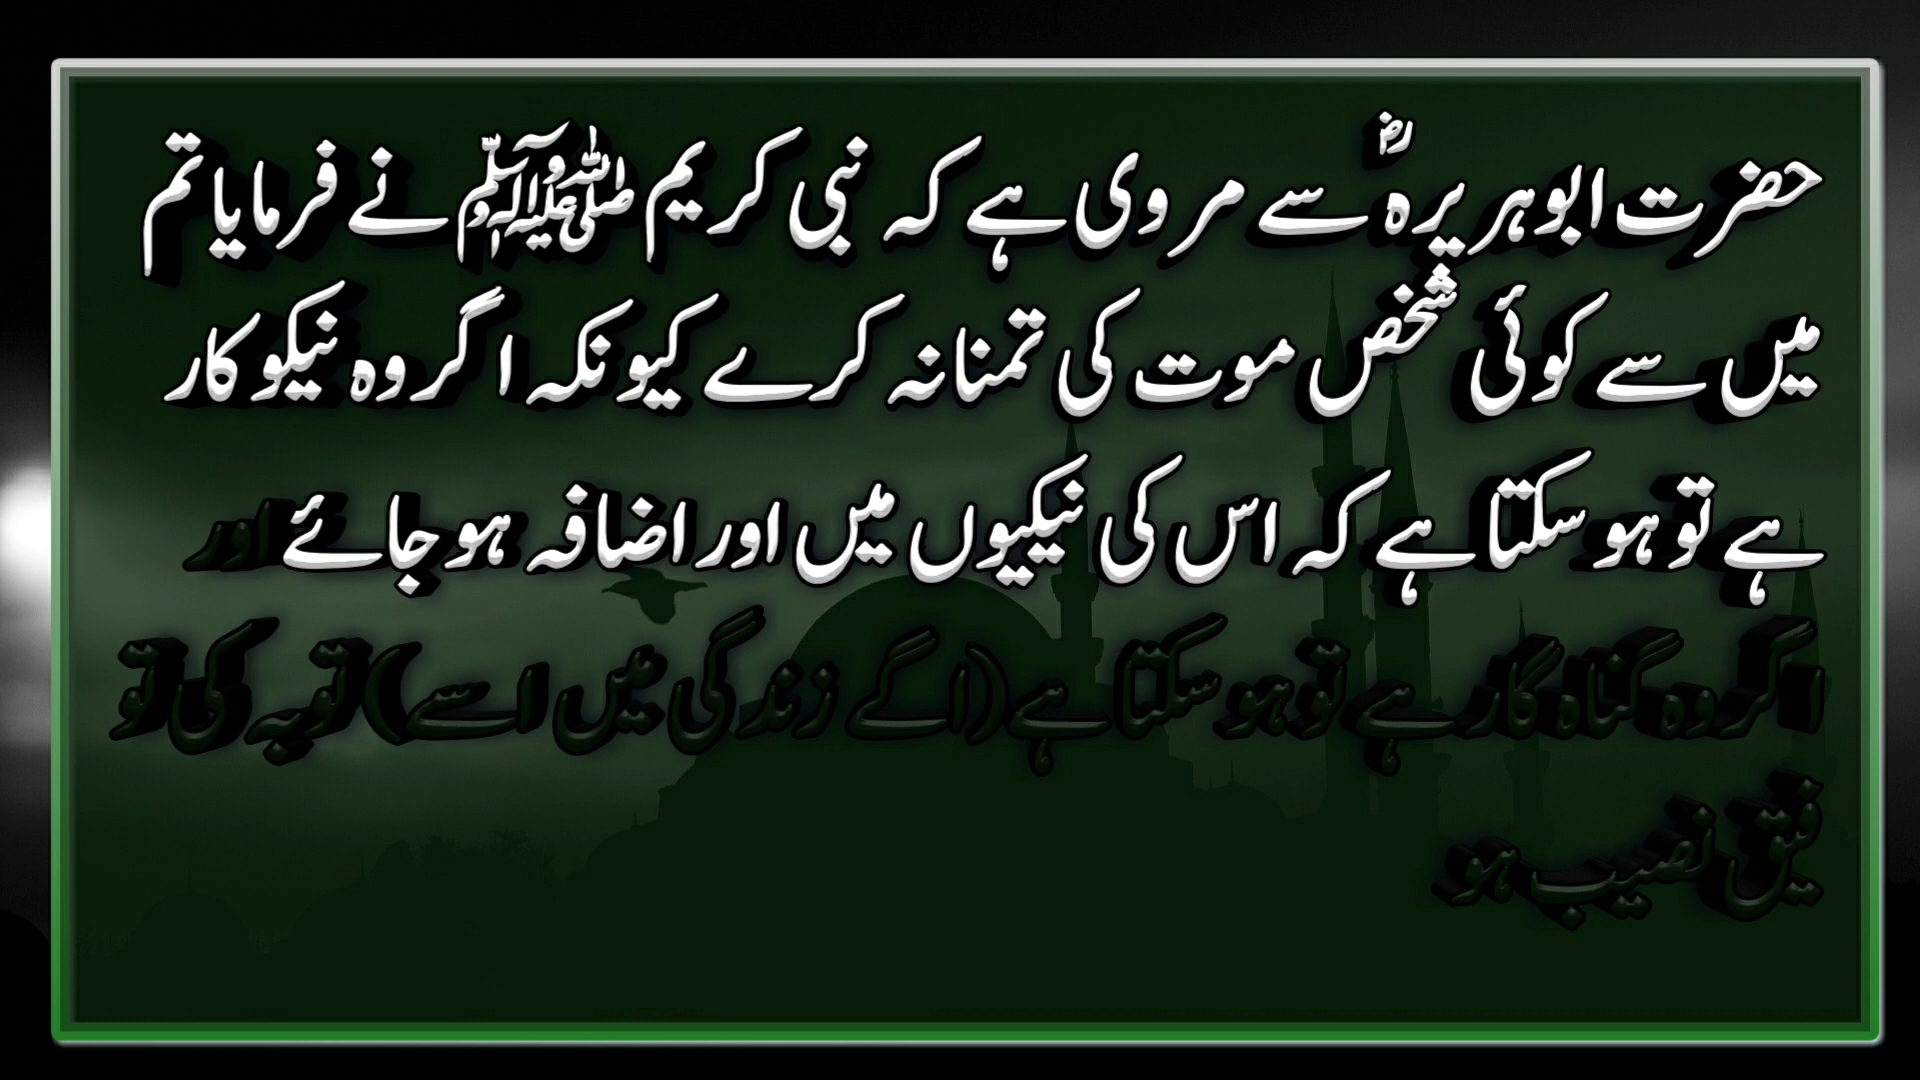 حضرت ابوہریرہؓ سے مروی ہے کہ نبی کریم ﷺ نے فرمایا تم
میں سے کوئی شخص موت کی تمنا نہ کرے کیونکہ اگر وہ نیکوکار
ہے تو ہو سکتا ہے کہ اس کی نیکیوں میں اور اضافہ ہو جائے اور
اگر وہ گناہ گار ہے تو ہو سکتا ہے (اگے زندگی میں اسے) توبہ کی تو
فیق نصیب ہو